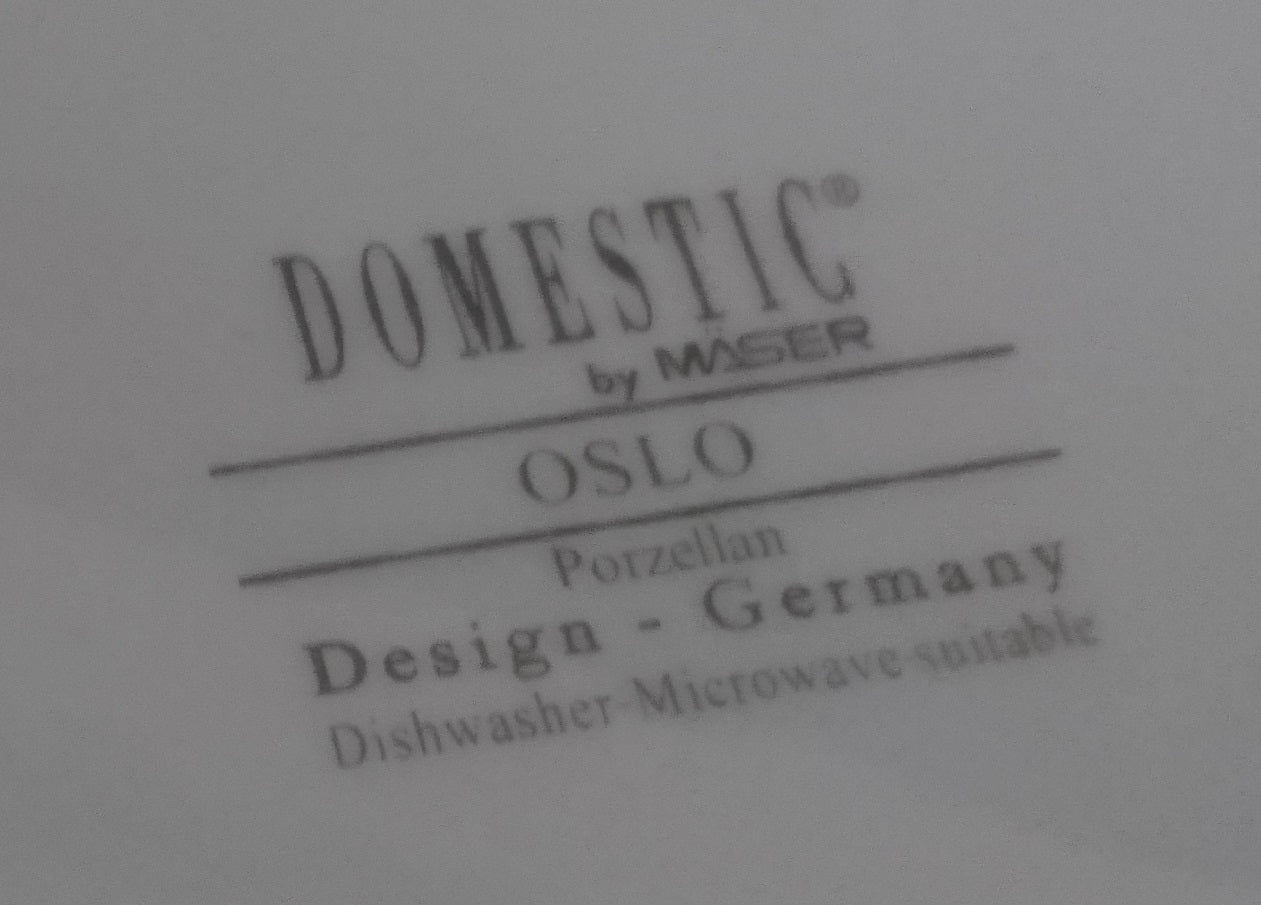 DOMESTIC®
by MÄSER
OSLO
Porzellan
Design - Germany
Dishwasher-Microwave-suitable